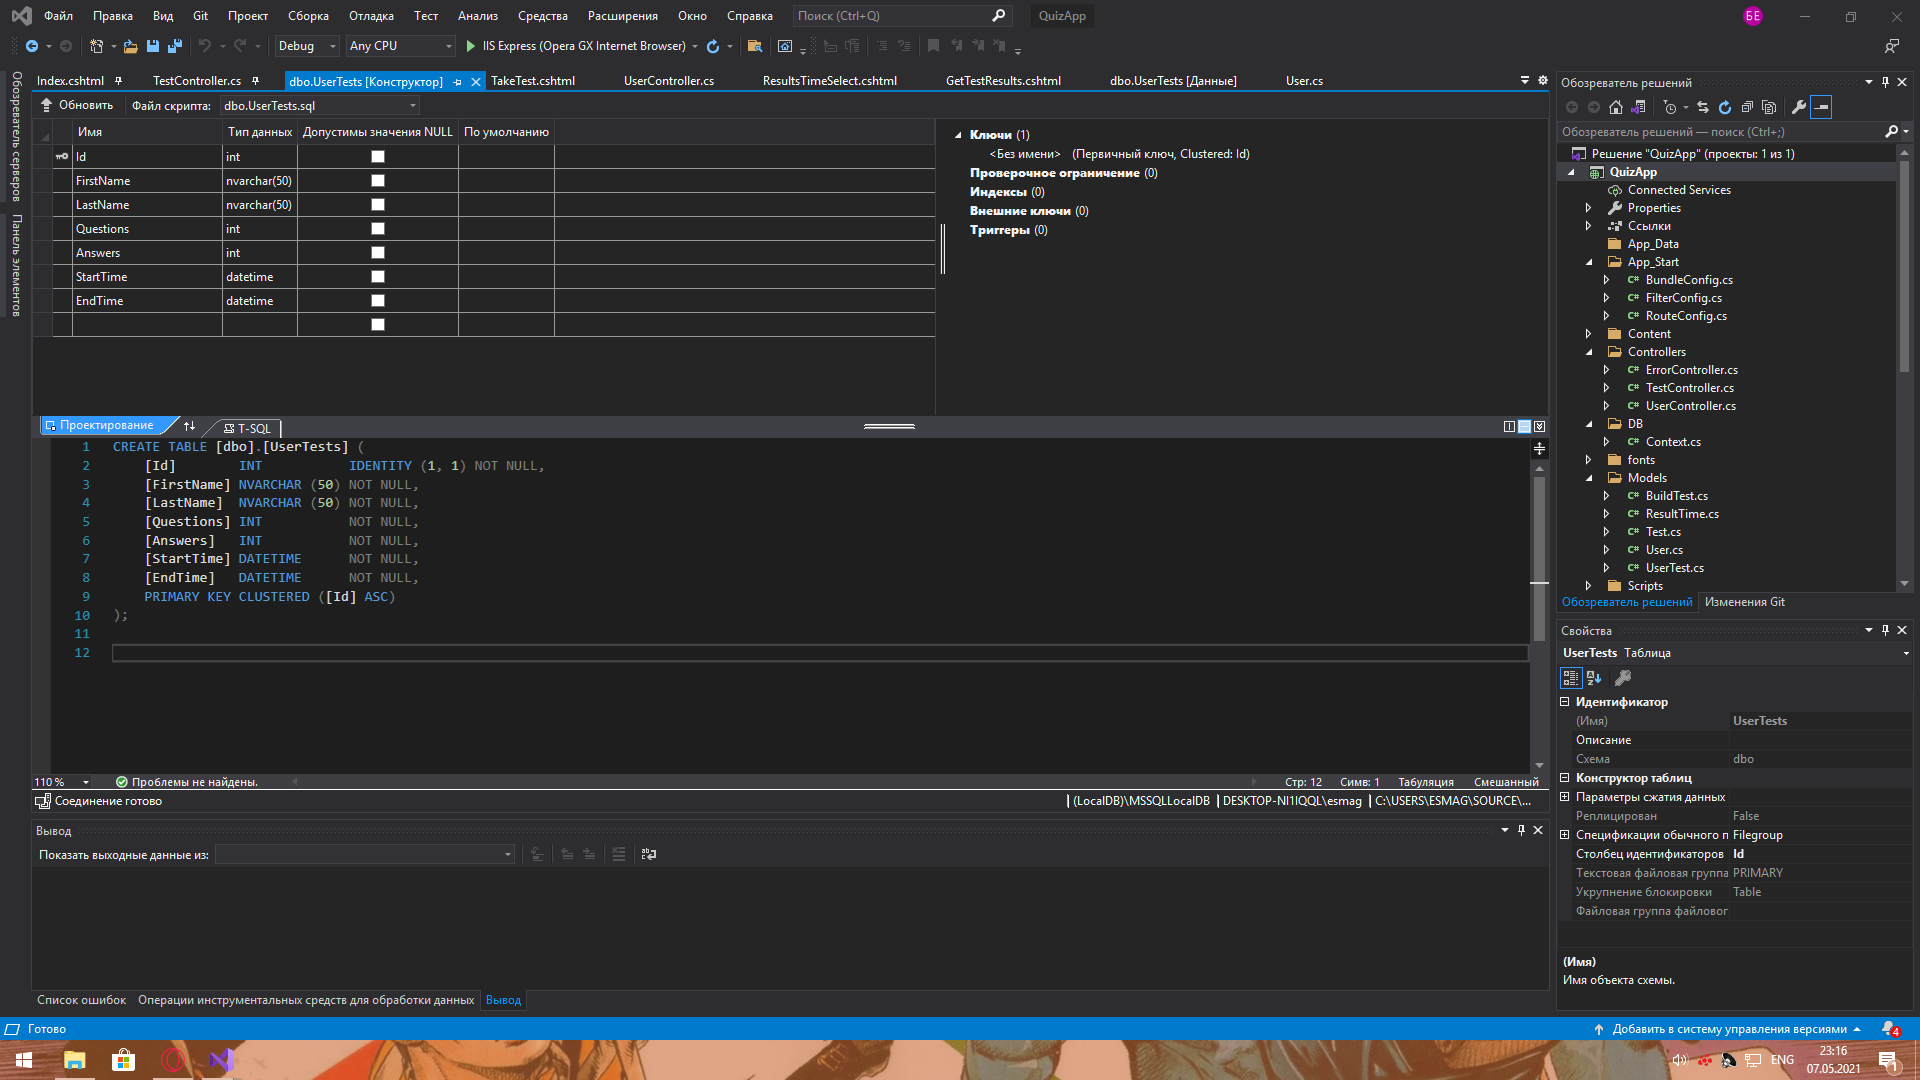 Файл Правка Вид Git Проект Сборка Отладка Тест Анализ Средства Расширения Окно Справка Поиск (Ctrl+Q) QuizApp БЕ
Debug Any CPU IIS Express (Opera GX Internet Browser)
Обозреватель серверов
Панель элементов
Index.cshtml TestController.cs dbo.UserTests [Конструктор] TakeTest.cshtml UserController.cs ResultsTimeSelect.cshtml GetTestResults.cshtml dbo.UserTests [Данные] User.cs
Обновить Файл скрипта: dbo.UserTests.sql
Имя Тип данных Допустимы значения NULL По умолчанию
Id int
FirstName nvarchar(50)
LastName nvarchar(50)
Questions int
Answers int
StartTime datetime
EndTime datetime
Ключи (1)
<Без имени> (Первичный ключ, Clustered: Id)
Проверочное ограничение (0)
Индексы (0)
Внешние ключи (0)
Триггеры (0)
Проектирование T-SQL
1 CREATE TABLE [dbo].[UserTests] (
2 [Id] INT IDENTITY (1, 1) NOT NULL,
3 [FirstName] NVARCHAR (50) NOT NULL,
4 [LastName] NVARCHAR (50) NOT NULL,
5 [Questions] INT NOT NULL,
6 [Answers] INT NOT NULL,
7 [StartTime] DATETIME NOT NULL,
8 [EndTime] DATETIME NOT NULL,
9 PRIMARY KEY CLUSTERED ([Id] ASC)
10 );
11
12
110 % Проблемы не найдены. Стр: 12 Симв: 1 Табуляция Смешанный
Соединение готово (LocalDB)\MSSQLLocalDB DESKTOP-NI1IQQL\esmag C:\USERS\ESMAG\SOURCE\...
Вывод
Показать выходные данные из:
Список ошибок Операции инструментальных средств для обработки данных Вывод
Обозреватель решений
Обозреватель решений — поиск (Ctrl+;)
Решение "QuizApp" (проекты: 1 из 1)
QuizApp
Connected Services
Properties
Ссылки
App_Data
App_Start
C# BundleConfig.cs
C# FilterConfig.cs
C# RouteConfig.cs
Content
Controllers
C# ErrorController.cs
C# TestController.cs
C# UserController.cs
DB
C# Context.cs
fonts
Models
C# BuildTest.cs
C# ResultTime.cs
C# Test.cs
C# User.cs
C# UserTest.cs
Scripts
Обозреватель решений Изменения Git
Свойства
UserTests Таблица
Идентификатор
(Имя) UserTests
Описание
Схема dbo
Конструктор таблиц
Параметры сжатия данных
Реплицирован False
Спецификации обычного п Filegroup
Столбец идентификаторов Id
Текстовая файловая группа PRIMARY
Укрупнение блокировки Table
Файловая группа файловог
(Имя)
Имя объекта схемы.
Готово Добавить в систему управления версиями 4
ENG 23:16
07.05.2021 1